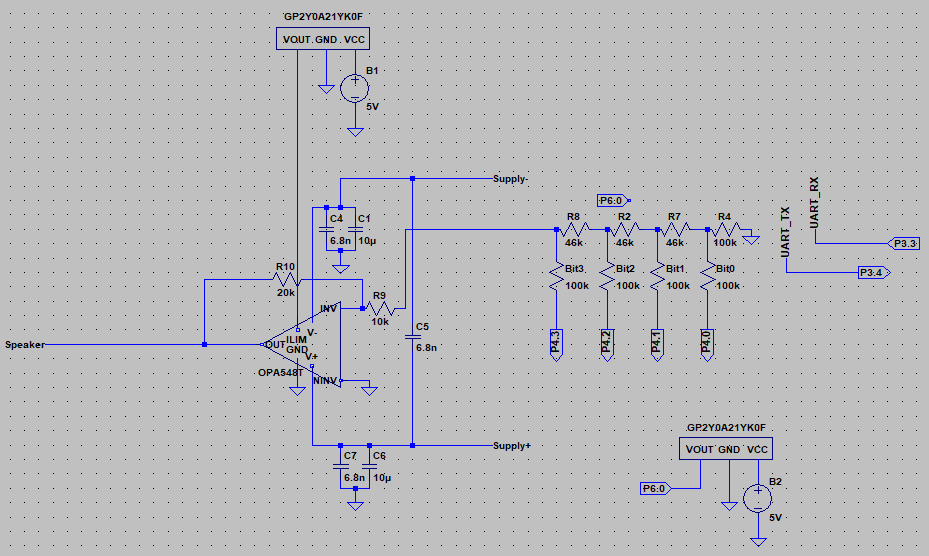 GP2Y0A21YK0F
VOUT GND VCC
B1
5V
Supply-
C4
C1
6.8n
10µ
P6:0
R8
R2
R7
R4
46k
46k
46k
100k
UART_TX
UART_RX
P3.3
P3.4
Bit3
Bit2
Bit1
Bit0
100k
100k
100k
100k
P4.3
P4.2
P4.1
P4.0
R10
20k
R9
10k
INV
V-
Speaker
OUT
ILIM
GND
V+
OPA548T
NINV
C5
6.8n
Supply+
C7
C6
6.8n
10µ
GP2Y0A21YK0F
VOUT GND VCC
P6:0
B2
5V